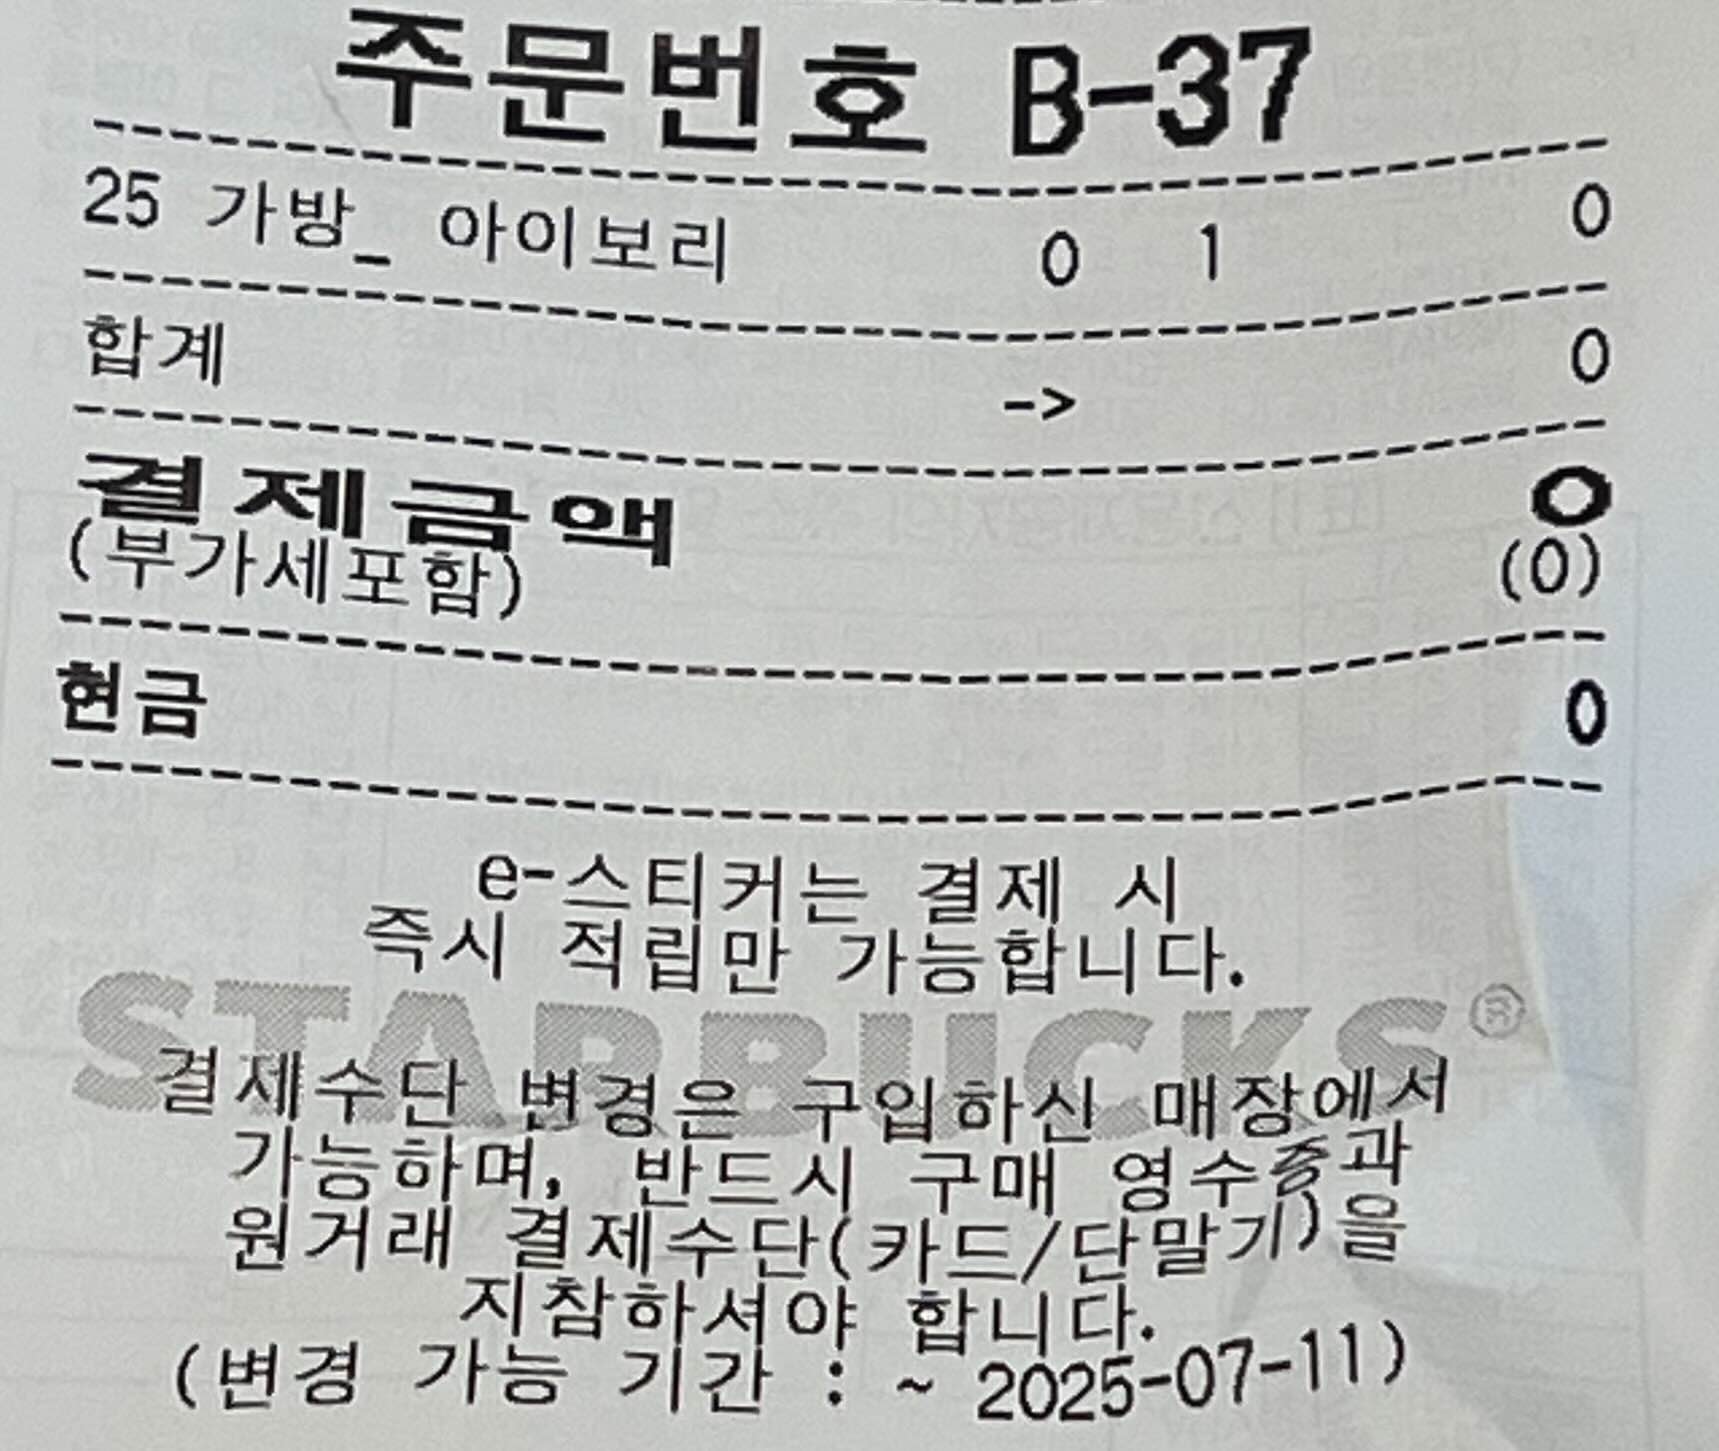 주문번호 B-37
25 가방_ 아이보리 0 1 0
합계 -> 0
결제금액 0
(부가세포함) (0)
현금 0
e-스티커는 결제 시
즉시 적립만 가능합니다.
STARBUCKS®
결제수단 변경은 구입하신 매장에서
가능하며, 반드시 구매 영수증과
원거래 결제수단(카드/단말기)을
지참하셔야 합니다.
(변경 가능 기간 : ~ 2025-07-11)